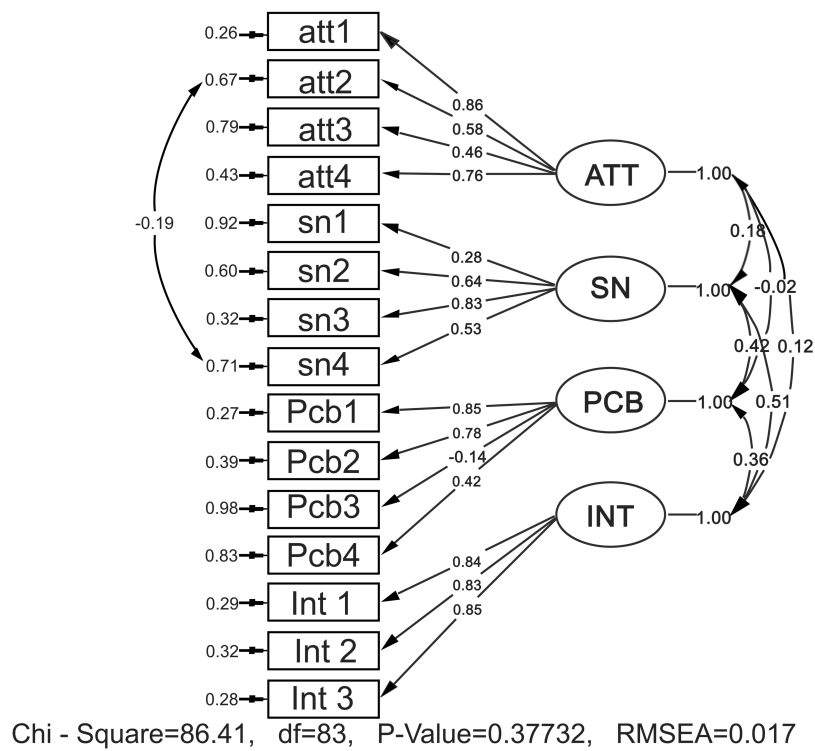 0.26 att1
0.86
0.67 att2
0.58
0.79 att3
0.46
0.43 att4
0.76
ATT 1.00
-0.19
0.92 sn1
0.18
0.28
0.60 sn2
0.64
SN 1.00
-0.02
0.83
0.32 sn3
0.53
0.42 0.12
0.71 sn4
PCB 1.00
0.51
0.27 Pcb1
0.85
0.78
0.39 Pcb2
-0.14
0.36
0.42
0.98 Pcb3
INT 1.00
0.83 Pcb4
0.84
0.83
0.29 Int 1
0.85
0.32 Int 2
0.28 Int 3
Chi - Square=86.41, df=83, P-Value=0.37732, RMSEA=0.017